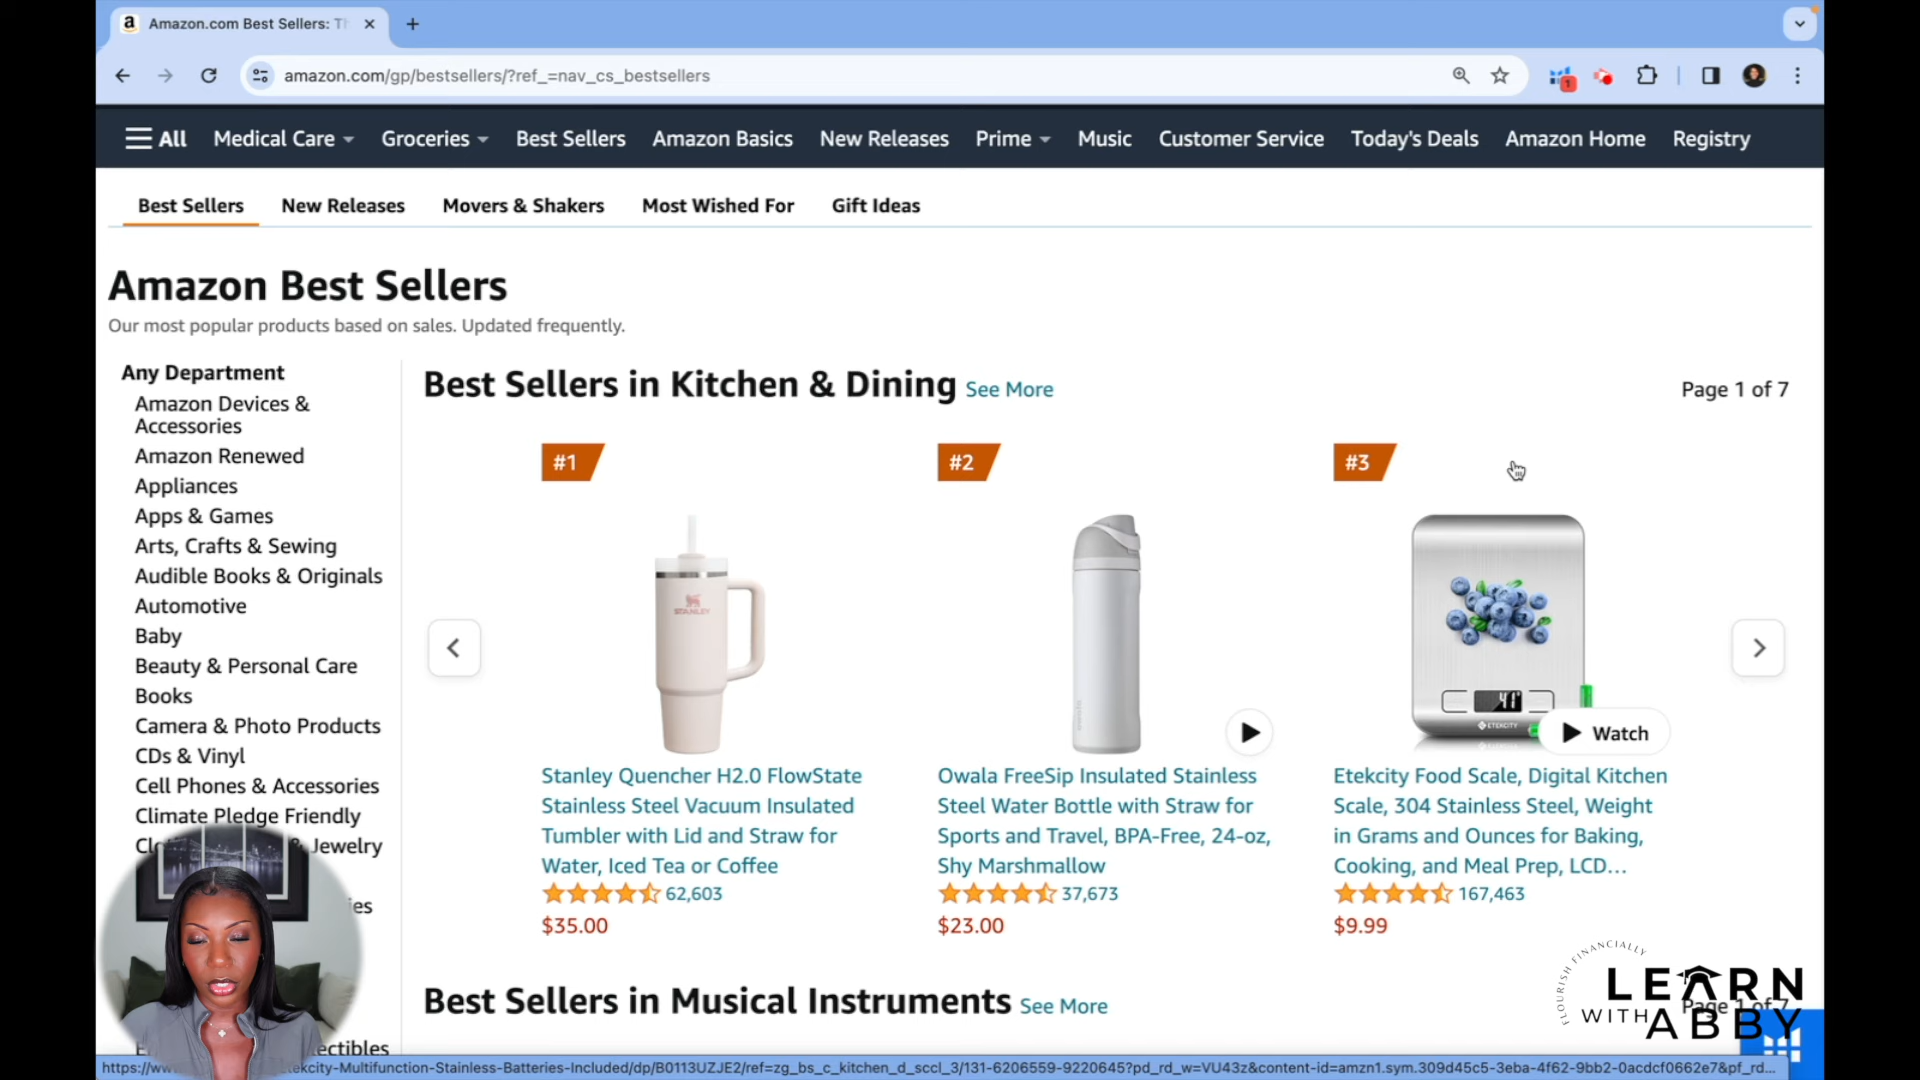 Amazon.com Best Sellers: Th
amazon.com/gp/bestsellers/?ref_=nav_cs_bestsellers
1
All Medical Care Groceries Best Sellers Amazon Basics New Releases Prime Music Customer Service Today's Deals Amazon Home Registry
Best Sellers New Releases Movers & Shakers Most Wished For Gift Ideas
Amazon Best Sellers
Our most popular products based on sales. Updated frequently.
Any Department
Amazon Devices &
Accessories
Amazon Renewed
Appliances
Apps & Games
Arts, Crafts & Sewing
Audible Books & Originals
Automotive
Baby
Beauty & Personal Care
Books
Camera & Photo Products
CDs & Vinyl
Cell Phones & Accessories
Climate Pledge Friendly
& Jewelry
Best Sellers in Kitchen & Dining See More
Page 1 of 7
#1
STANLEY
Stanley Quencher H2.0 FlowState
Stainless Steel Vacuum Insulated
Tumbler with Lid and Straw for
Water, Iced Tea or Coffee
62,603
$35.00
#2
Owala FreeSip Insulated Stainless
Steel Water Bottle with Straw for
Sports and Travel, BPA-Free, 24-oz,
Shy Marshmallow
37,673
$23.00
#3
ETEKCITY
Watch
Etekcity Food Scale, Digital Kitchen
Scale, 304 Stainless Steel, Weight
in Grams and Ounces for Baking,
Cooking, and Meal Prep, LCD...
167,463
$9.99
Best Sellers in Musical Instruments See More
Page 1 of 7
FLOURISH FINANCIALLY
LEARN
WITH ABBY
etekcity-Multifunction-Stainless-Batteries-Included/dp/B0113UZJE2/ref=zg_bs_c_kitchen_d_sccl_3/131-6206559-9220645?pd_rd_w=VU43z&content-id=amzn1.sym.309d45c5-3eba-4f62-9bb2-0acdcf0662e7&pf_rd...